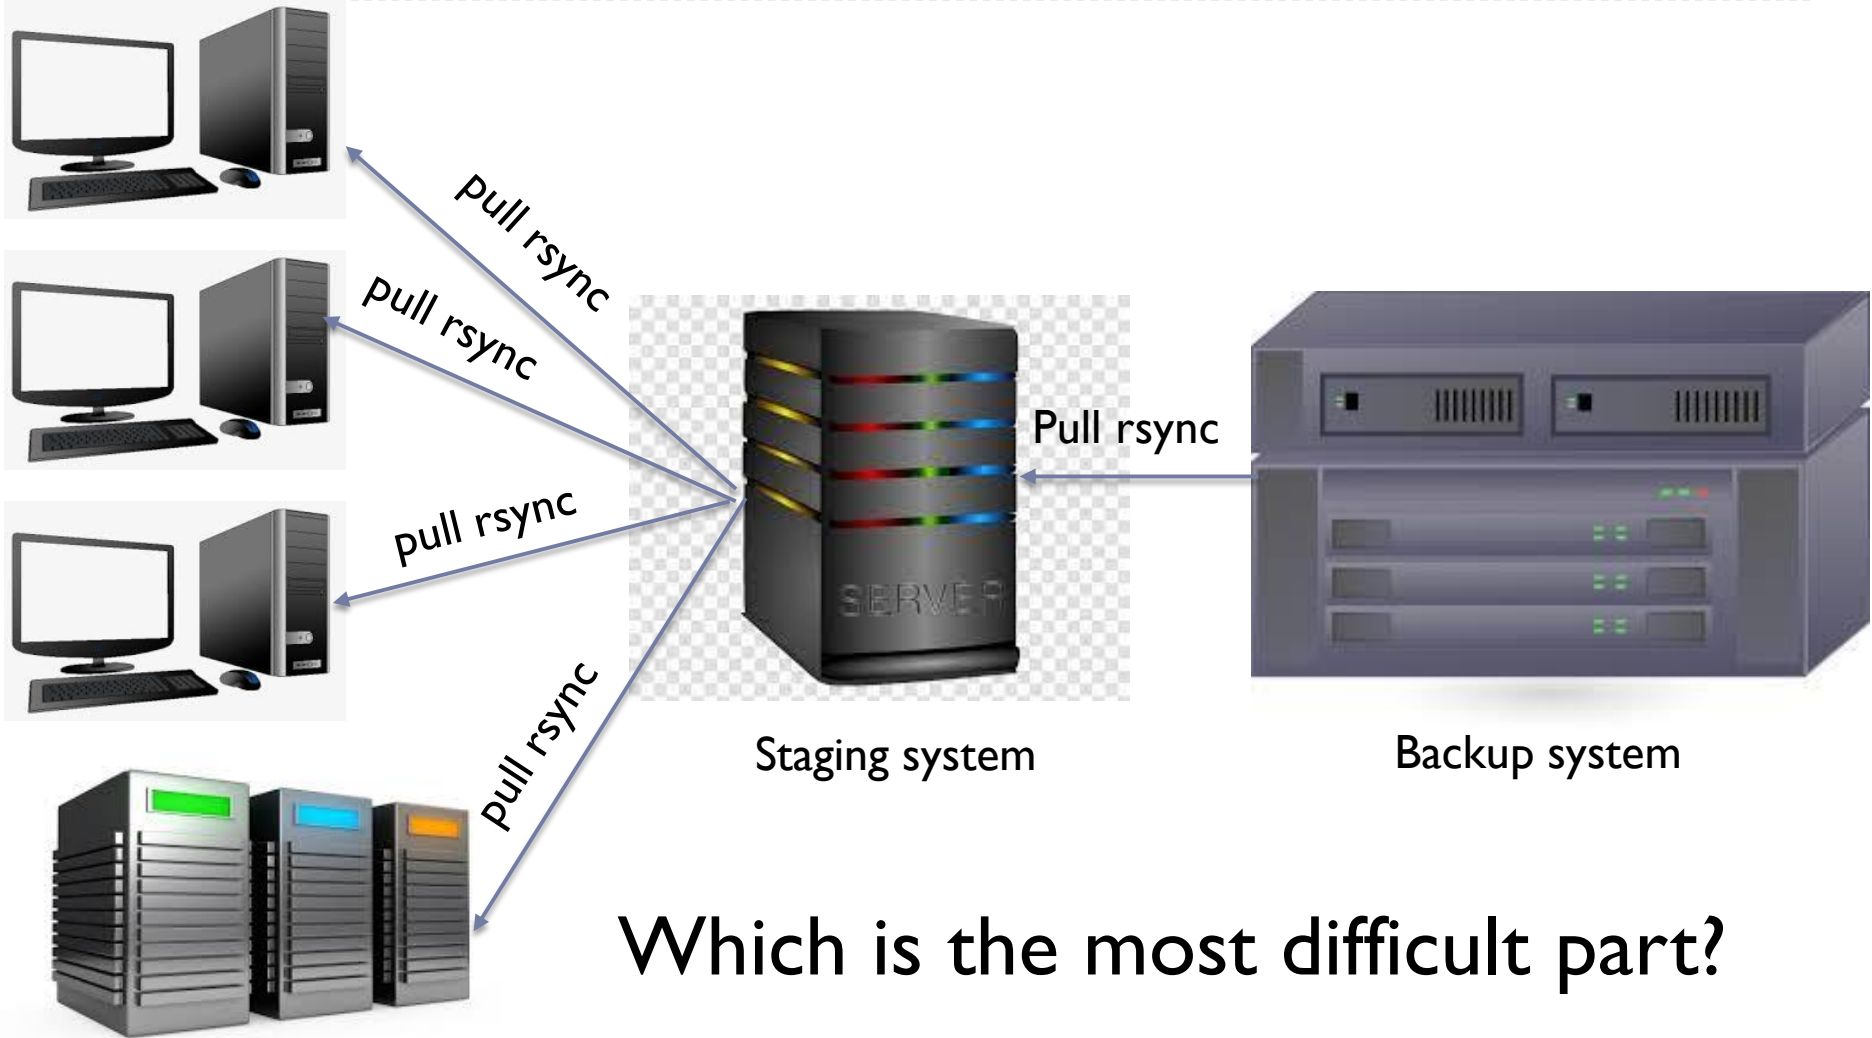 pull rsync
pull rsync
Pull rsync
pull rsync
SERVER
pull rsync
Staging system
Backup system
Which is the most difficult part?